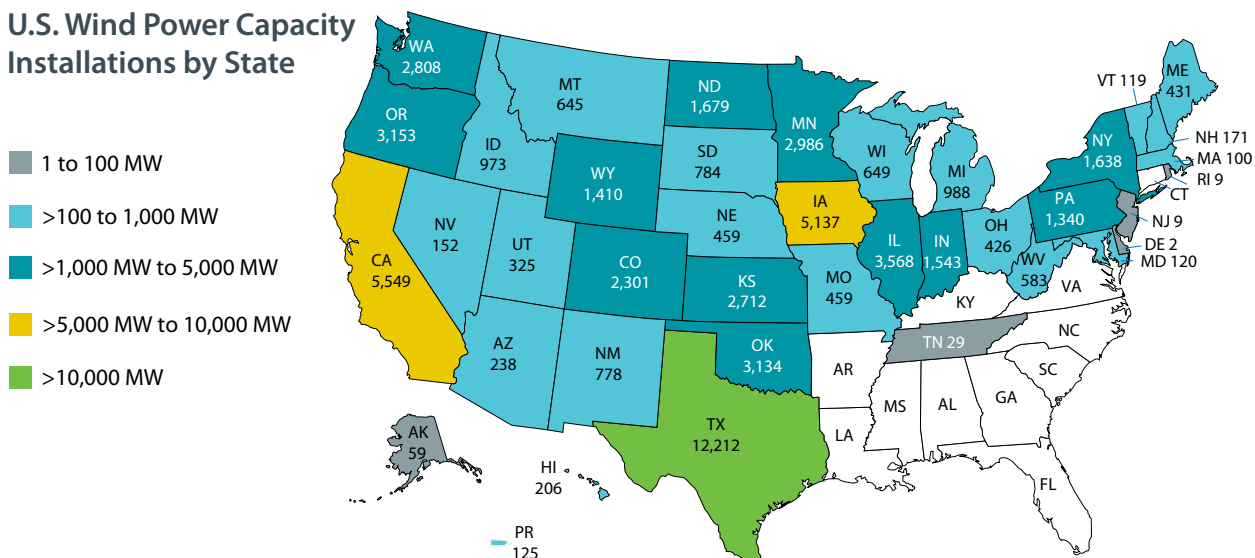 U.S. Wind Power Capacity
Installations by State
1 to 100 MW
>100 to 1,000 MW
>1,000 MW to 5,000 MW
>5,000 MW to 10,000 MW
>10,000 MW
WA
2,808
OR
3,153
CA
5,549
ID
973
NV
152
MT
645
WY
1,410
UT
325
AZ
238
CO
2,301
NM
778
ND
1,679
SD
784
NE
459
KS
2,712
OK
3,134
TX
12,212
MN
2,986
IA
5,137
MO
459
AR
LA
WI
649
IL
3,568
MI
988
IN
1,543
OH
426
KY
TN 29
MS
AL
GA
FL
SC
NC
VA
WV
583
PA
1,340
NY
1,638
VT 119
ME
431
NH 171
MA 100
RI 9
CT
NJ 9
DE 2
MD 120
AK
59
HI
206
PR
125